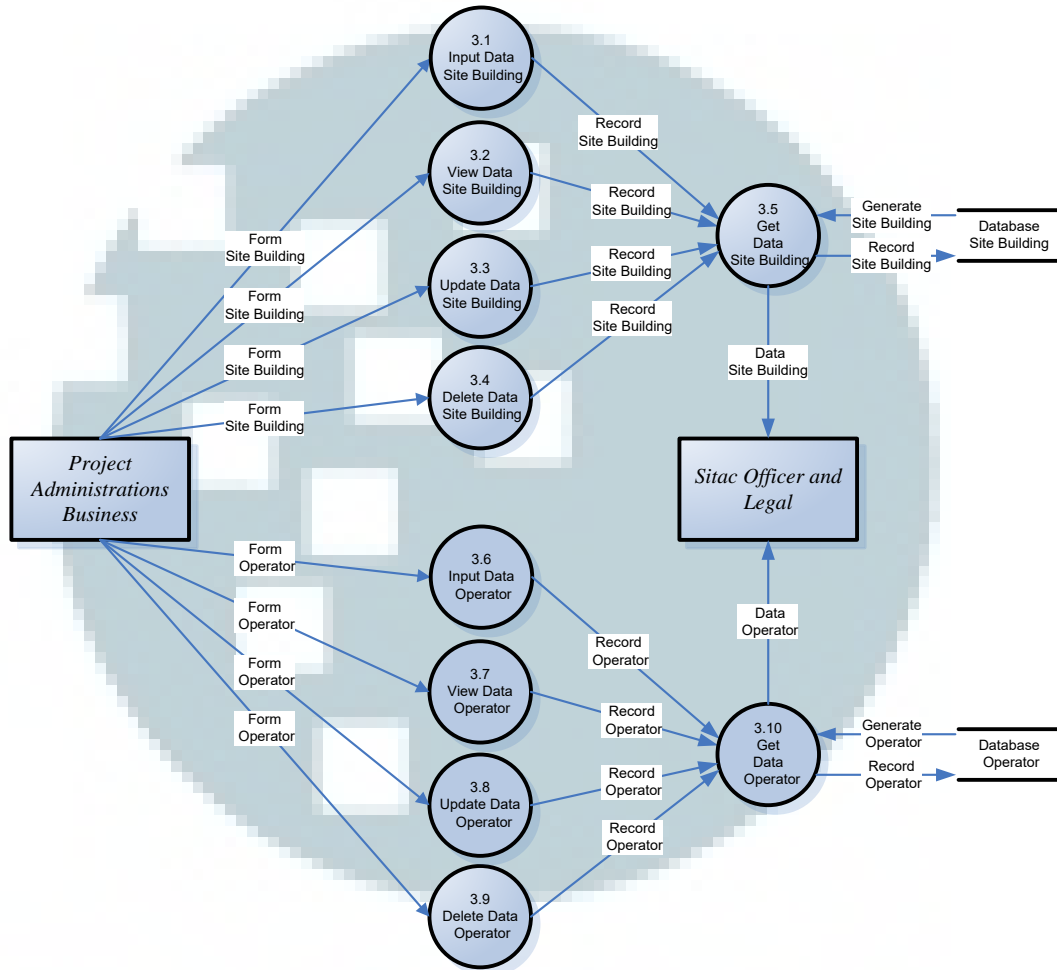 3.1
Input Data
Site Building
Record
Site Building
3.2
View Data
Site Building
Record
Site Building
3.5
Get
Data
Site Building
Generate
Site Building
Record
Site Building
Database
Site Building
Form
Site Building
3.3
Update Data
Site Building
Record
Site Building
Record
Site Building
Form
Site Building
Form
Site Building
3.4
Delete Data
Site Building
Data
Site Building
Form
Site Building
Project
Administrations
Business
Sitac Officer and
Legal
Form
Operator
3.6
Input Data
Operator
Form
Operator
Record
Operator
Data
Operator
Form
Operator
3.7
View Data
Operator
Record
Operator
Form
Operator
3.10
Get
Data
Operator
Generate
Operator
Record
Operator
Database
Operator
3.8
Update Data
Operator
Record
Operator
Record
Operator
3.9
Delete Data
Operator